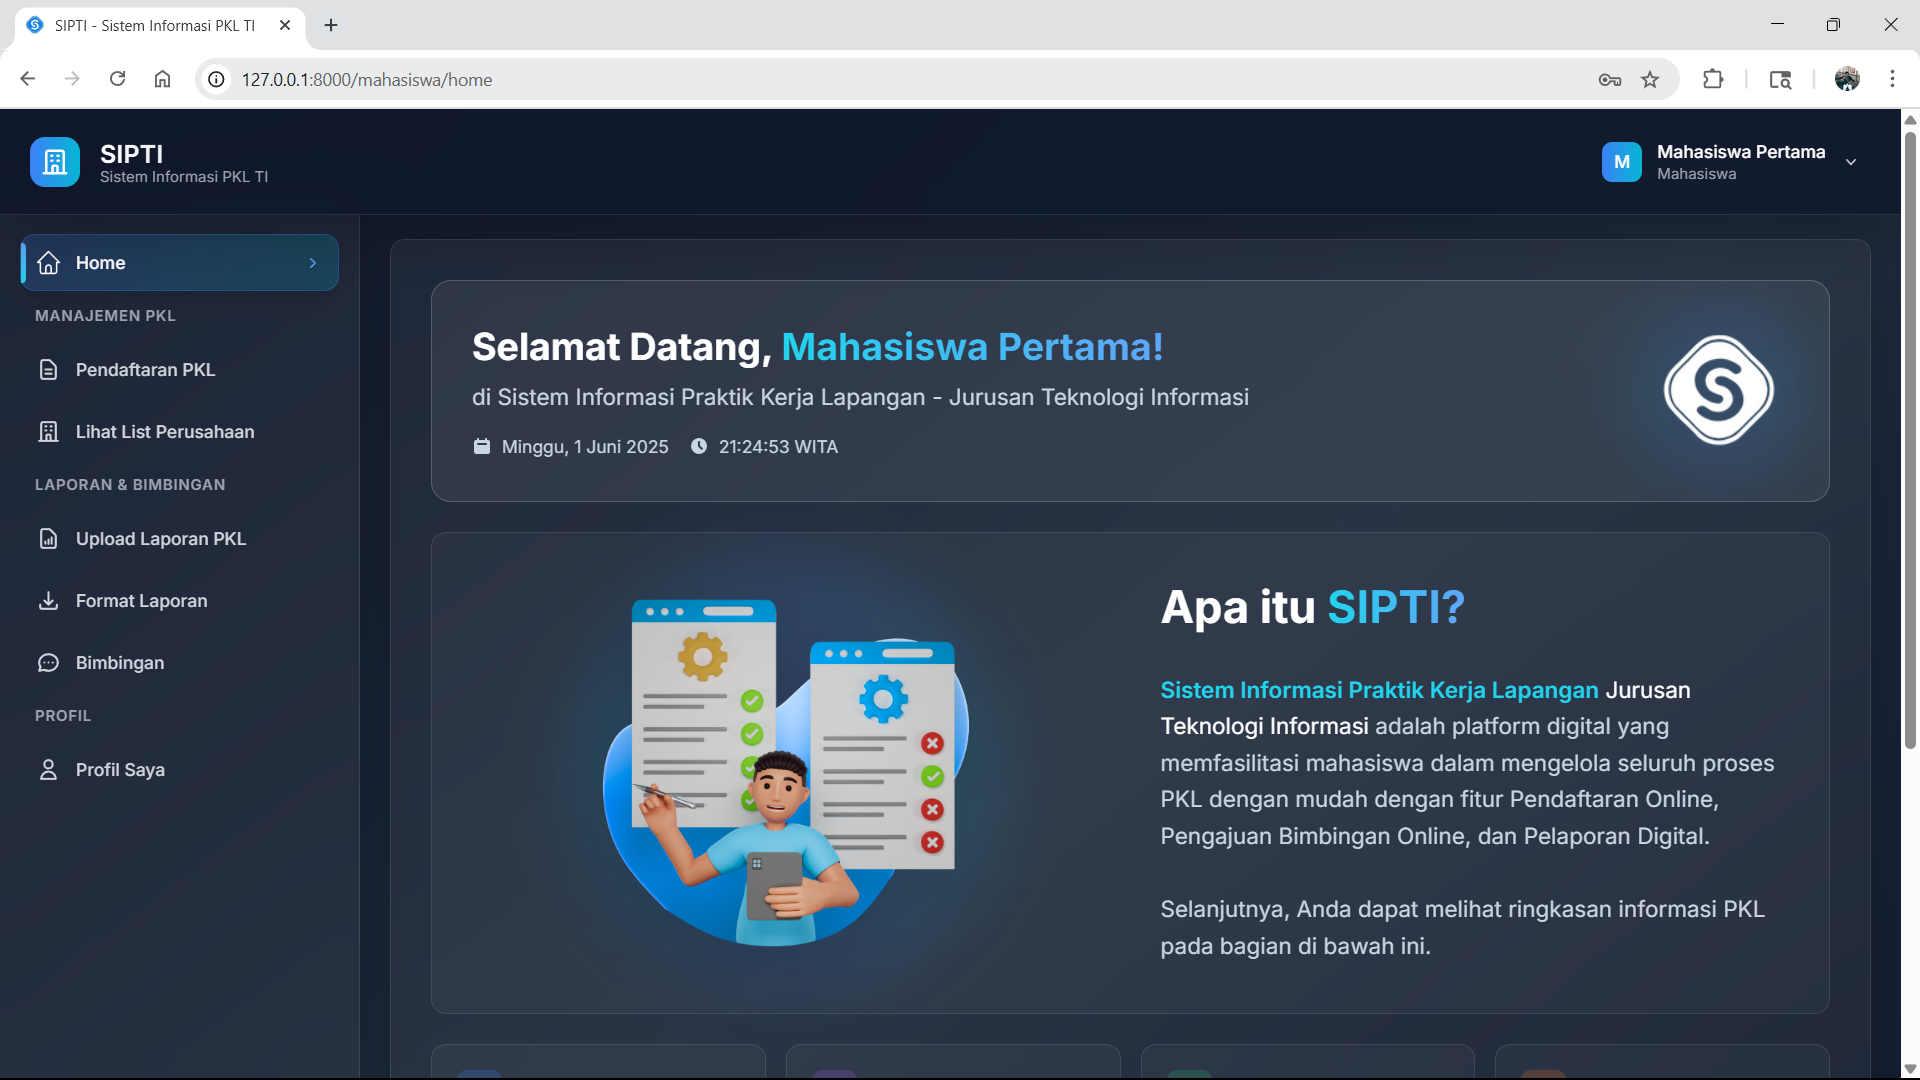 SIPTI - Sistem Informasi PKL TI
127.0.0.1:8000/mahasiswa/home
SIPTI
Sistem Informasi PKL TI
M
Mahasiswa Pertama
Mahasiswa
Home
MANAJEMEN PKL
Pendaftaran PKL
Lihat List Perusahaan
LAPORAN & BIMBINGAN
Upload Laporan PKL
Format Laporan
Bimbingan
PROFIL
Profil Saya
Selamat Datang, Mahasiswa Pertama!
di Sistem Informasi Praktik Kerja Lapangan - Jurusan Teknologi Informasi
Minggu, 1 Juni 2025 21:24:53 WITA
S
Apa itu SIPTI?
Sistem Informasi Praktik Kerja Lapangan Jurusan
Teknologi Informasi adalah platform digital yang
memfasilitasi mahasiswa dalam mengelola seluruh proses
PKL dengan mudah dengan fitur Pendaftaran Online,
Pengajuan Bimbingan Online, dan Pelaporan Digital.
Selanjutnya, Anda dapat melihat ringkasan informasi PKL
pada bagian di bawah ini.